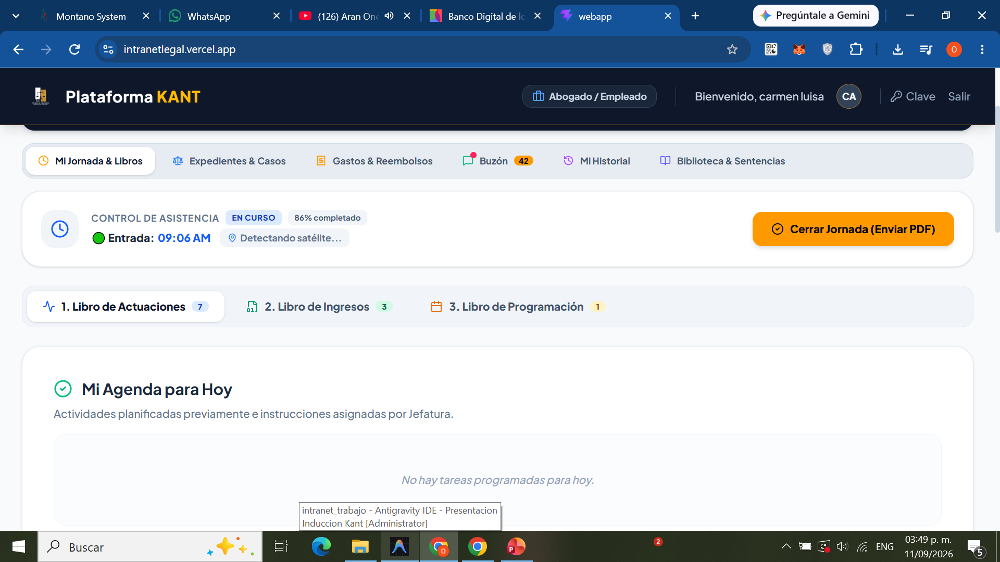 Montano System
WhatsApp
(126) Aran One
Banco Digital de lo
webapp
Pregúntale a Gemini
intranetlegal.vercel.app
O
Plataforma KANT
Abogado / Empleado
Bienvenido, carmen luisa
CA
Clave
Salir
Mi Jornada & Libros
Expedientes & Casos
Gastos & Reembolsos
Buzón 42
Mi Historial
Biblioteca & Sentencias
CONTROL DE ASISTENCIA EN CURSO 86% completado
Entrada: 09:06 AM Detectando satélite...
Cerrar Jornada (Enviar PDF)
1. Libro de Actuaciones 7
2. Libro de Ingresos 3
3. Libro de Programación 1
Mi Agenda para Hoy
Actividades planificadas previamente e instrucciones asignadas por Jefatura.
No hay tareas programadas para hoy.
intranet_trabajo - Antigravity IDE - Presentacion
Induccion Kant [Administrator]
Buscar
2
ENG
03:49 p. m.
11/09/2026
5